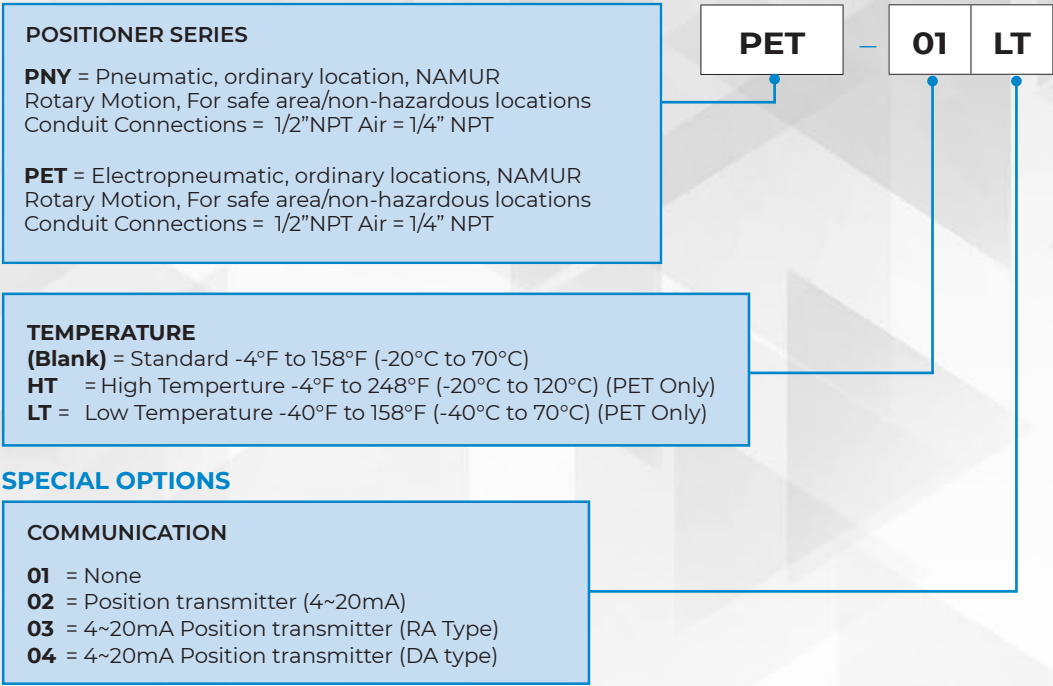 POSITIONER SERIES
PET – 01 LT
PNY = Pneumatic, ordinary location, NAMUR
Rotary Motion, For safe area/non-hazardous locations
Conduit Connections = 1/2”NPT Air = 1/4” NPT
PET = Electropneumatic, ordinary locations, NAMUR
Rotary Motion, For safe area/non-hazardous locations
Conduit Connections = 1/2”NPT Air = 1/4” NPT
TEMPERATURE
(Blank) = Standard -4°F to 158°F (-20°C to 70°C)
HT = High Temperture -4°F to 248°F (-20°C to 120°C) (PET Only)
LT = Low Temperature -40°F to 158°F (-40°C to 70°C) (PET Only)
SPECIAL OPTIONS
COMMUNICATION
01 = None
02 = Position transmitter (4~20mA)
03 = 4~20mA Position transmitter (RA Type)
04 = 4~20mA Position transmitter (DA type)